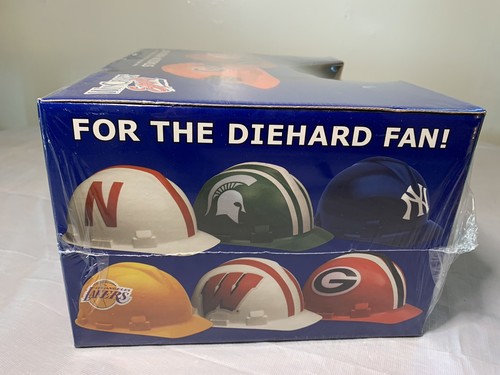 FOR THE DIEHARD FAN!
N
NY
LAKERS
W
G